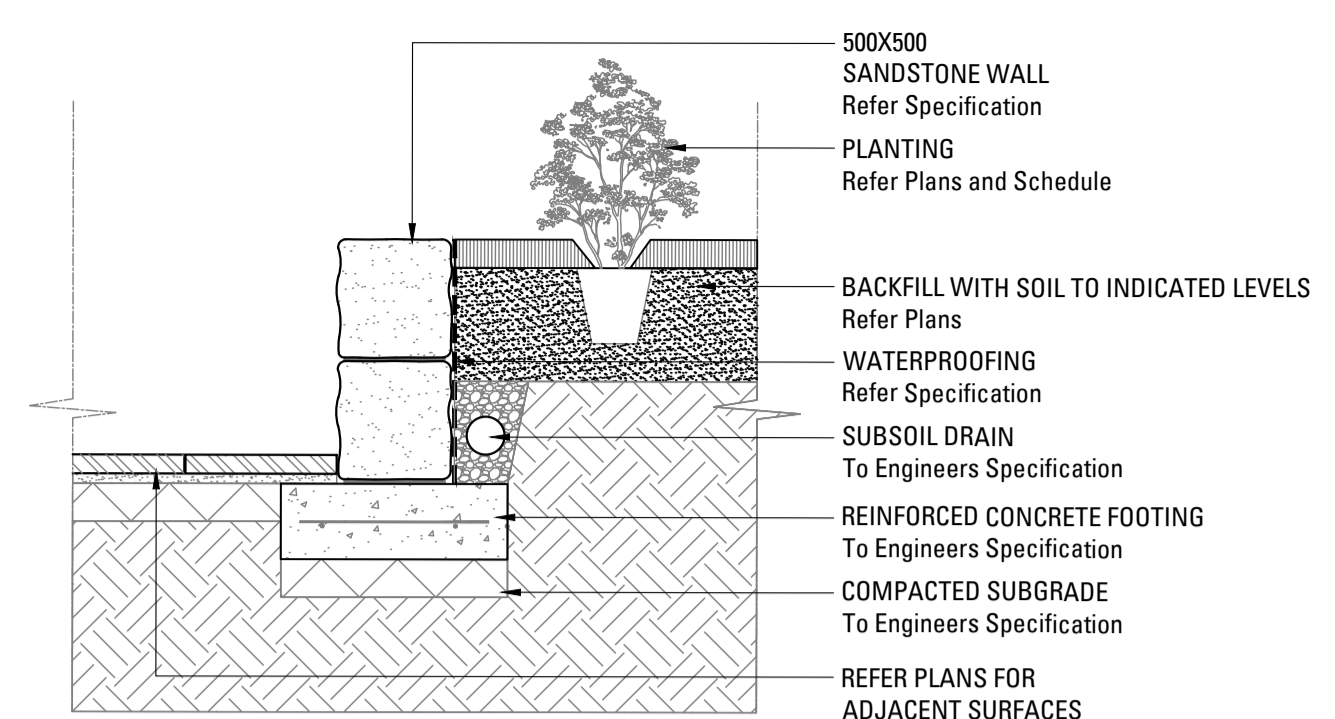 500X500
SANDSTONE WALL
Refer Specification
PLANTING
Refer Plans and Schedule
BACKFILL WITH SOIL TO INDICATED LEVELS
Refer Plans
WATERPROOFING
Refer Specification
SUBSOIL DRAIN
To Engineers Specification
REINFORCED CONCRETE FOOTING
To Engineers Specification
COMPACTED SUBGRADE
To Engineers Specification
REFER PLANS FOR
ADJACENT SURFACES